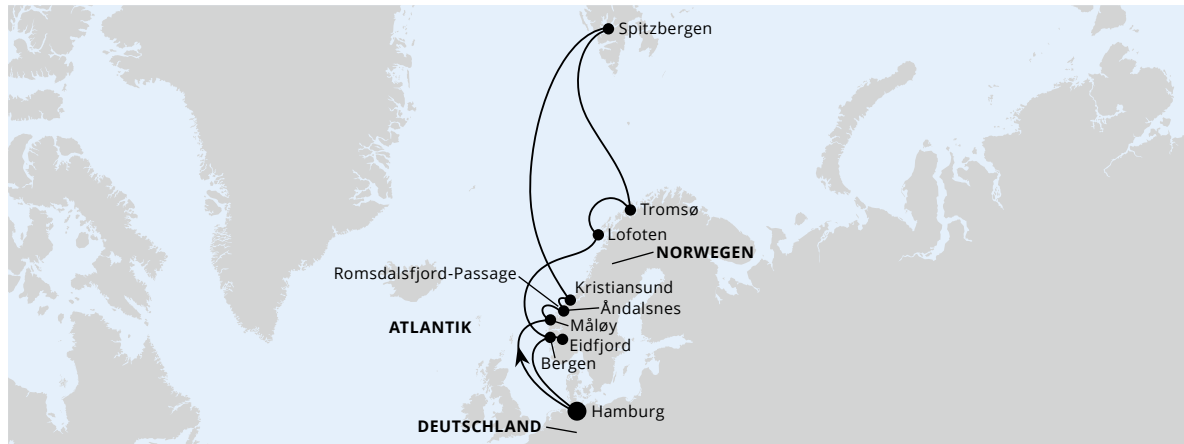 Spitzbergen
Tromsø
Lofoten
NORWEGEN
Romsdalsfjord-Passage
Kristiansund
Åndalsnes
ATLANTIK
Måløy
Eidfjord
Bergen
Hamburg
DEUTSCHLAND